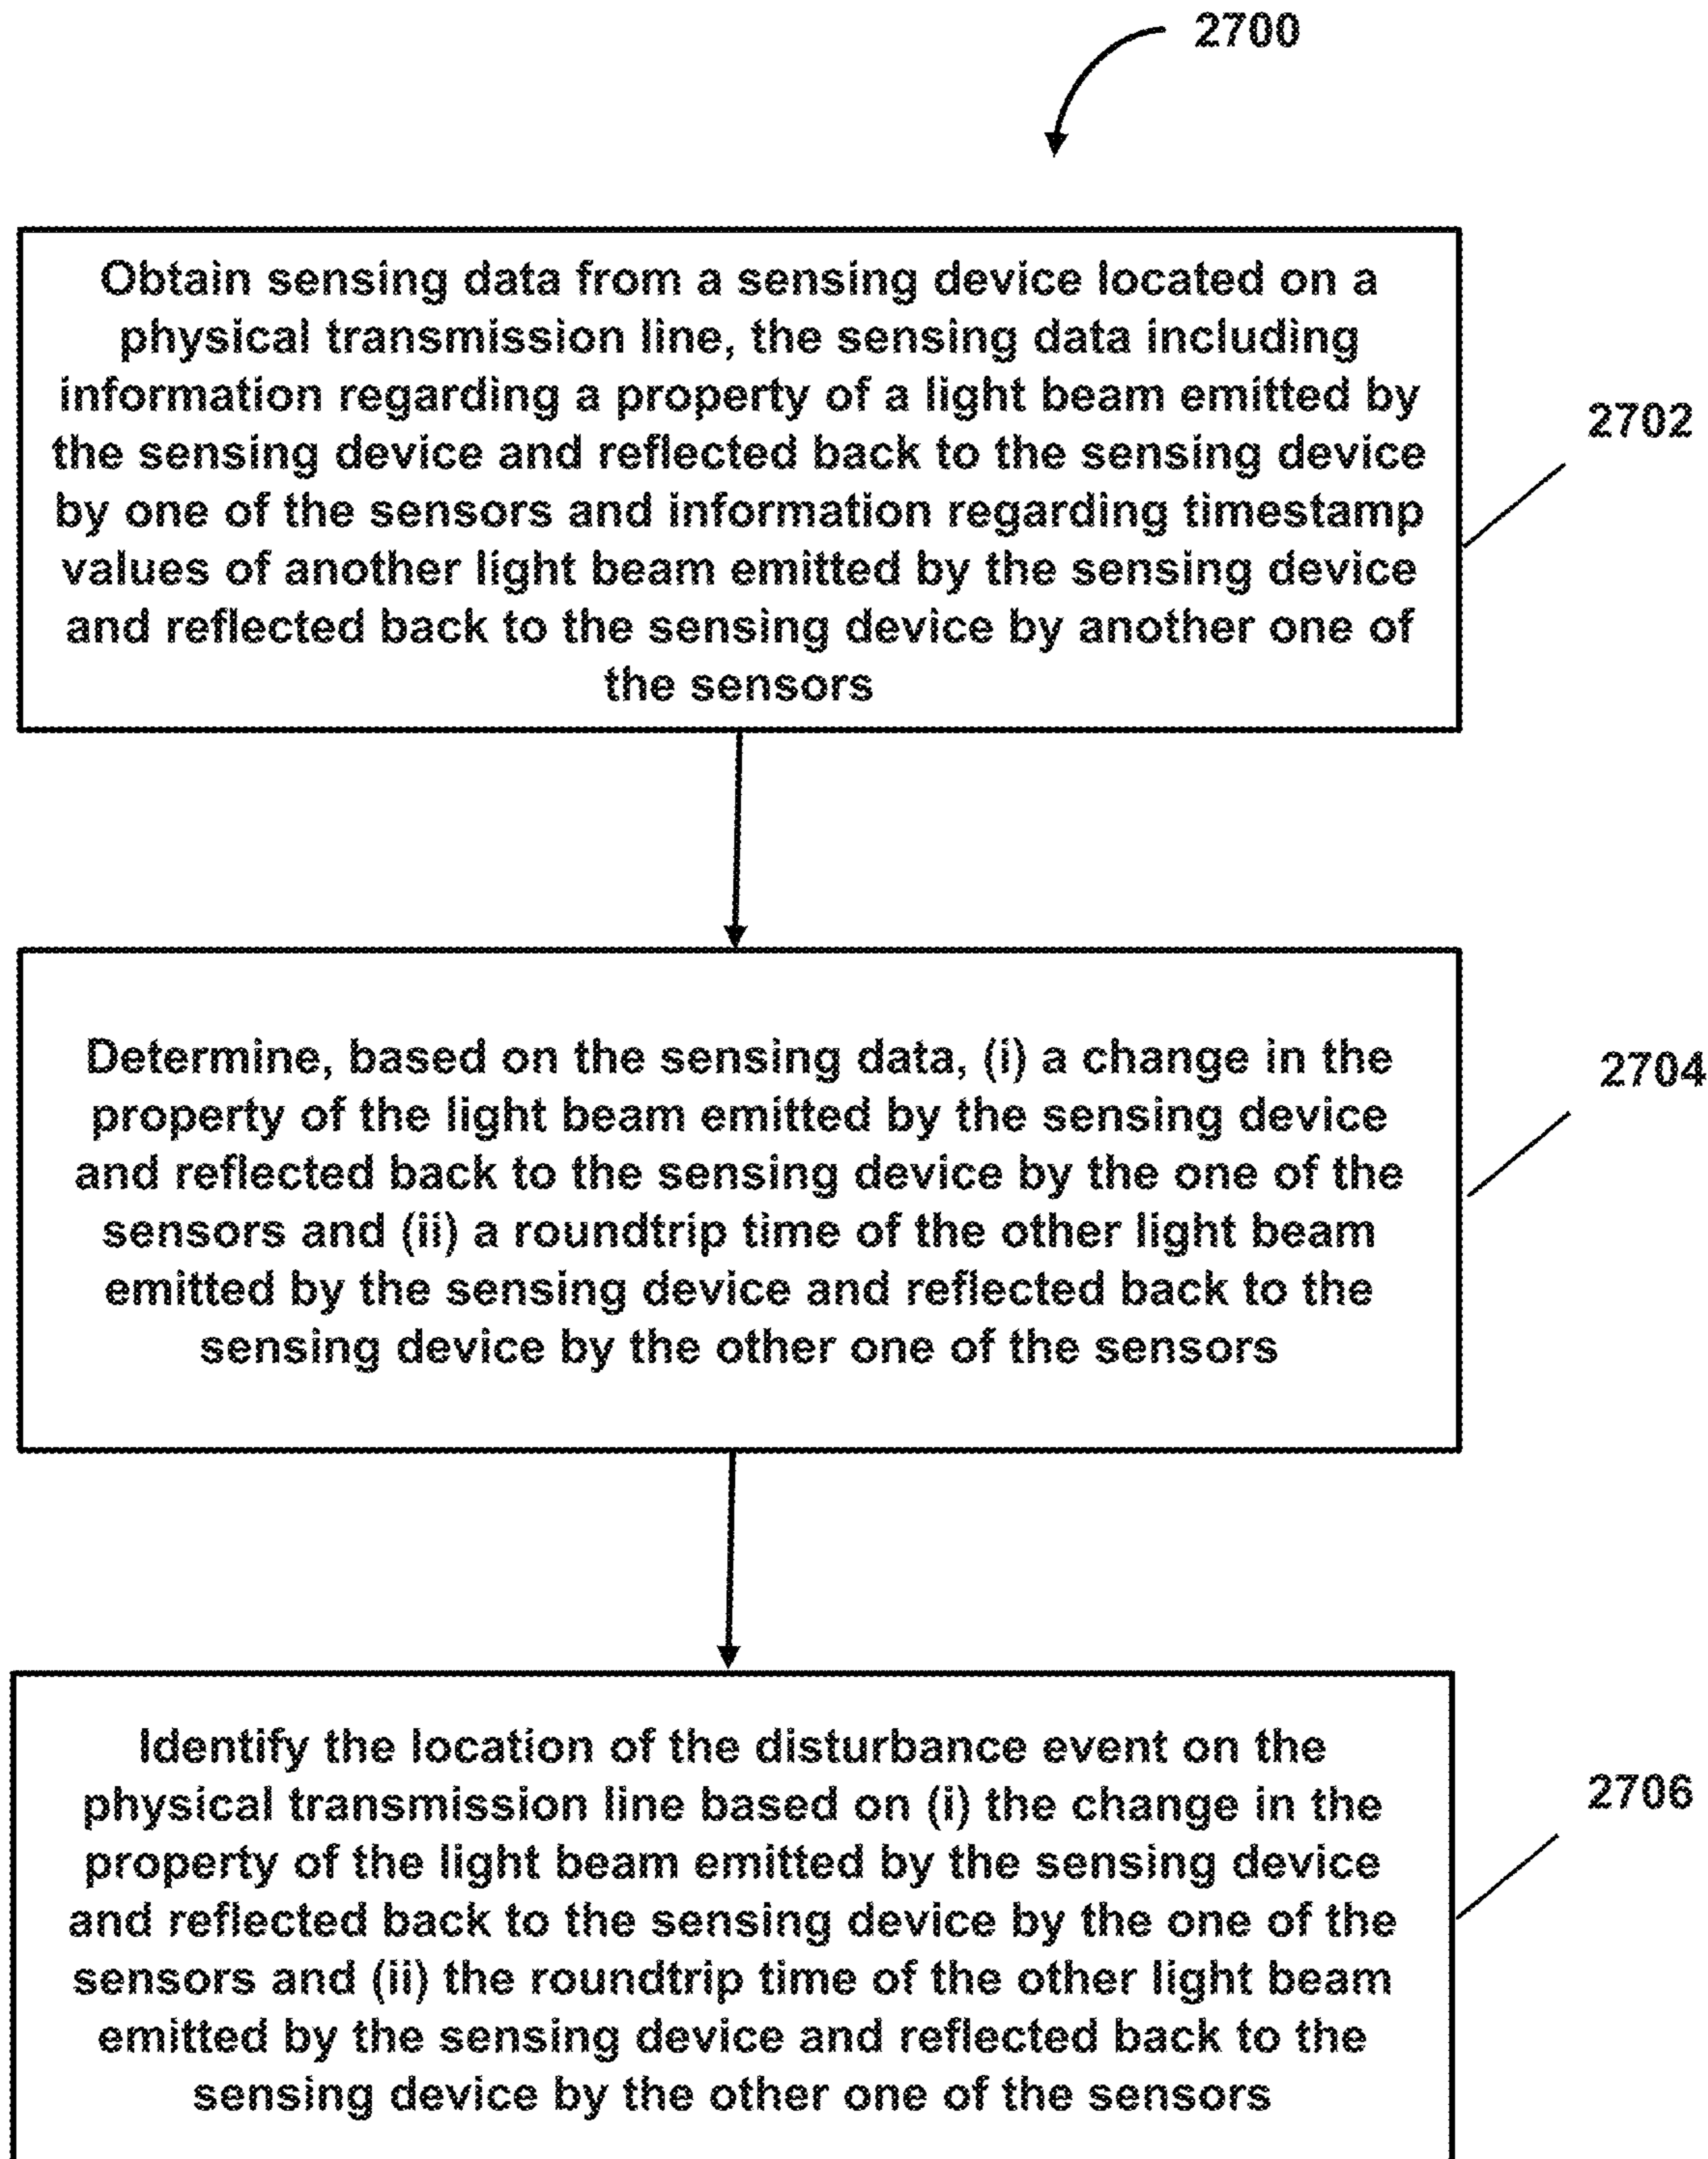 2700
Obtain sensing data from a sensing device located on a
physical transmission line, the sensing data including
information regarding a property of a light beam emitted by
the sensing device and reflected back to the sensing device
by one of the sensors and information regarding timestamp
values of another light beam emitted by the sensing device
and reflected back to the sensing device by another one of
the sensors
2702
Determine, based on the sensing data, (i) a change in the
property of the light beam emitted by the sensing device
and reflected back to the sensing device by the one of the
sensors and (ii) a roundtrip time of the other light beam
emitted by the sensing device and reflected back to the
sensing device by the other one of the sensors
2704
Identify the location of the disturbance event on the
physical transmission line based on (i) the change in the
property of the light beam emitted by the sensing device
and reflected back to the sensing device by the one of the
sensors and (ii) the roundtrip time of the other light beam
emitted by the sensing device and reflected back to the
sensing device by the other one of the sensors
2706